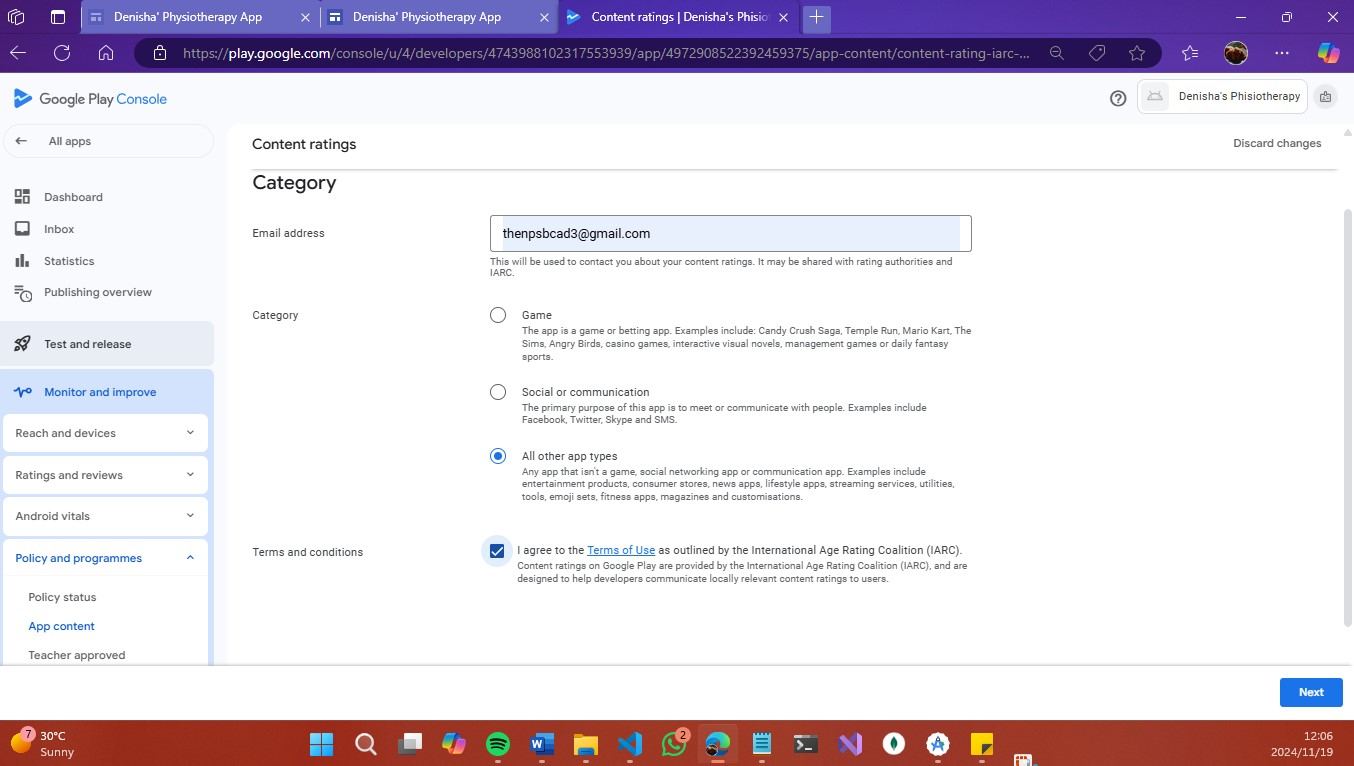 Denisha' Physiotherapy App
Denisha' Physiotherapy App
Content ratings | Denisha's Phisio
https://play.google.com/console/u/4/developers/4743988102317553939/app/4972908522392459375/app-content/content-rating-iarc-...
Google Play Console
Denisha's Phisiotherapy
All apps
Content ratings
Discard changes
Category
Dashboard
Inbox
Statistics
Publishing overview
Test and release
Monitor and improve
Reach and devices
Ratings and reviews
Android vitals
Policy and programmes
Policy status
App content
Teacher approved
Email address
thenpsbcad3@gmail.com
This will be used to contact you about your content ratings. It may be shared with rating authorities and
IARC.
Category
Game
The app is a game or betting app. Examples include: Candy Crush Saga, Temple Run, Mario Kart, The
Sims, Angry Birds, casino games, interactive visual novels, management games or daily fantasy
sports.
Social or communication
The primary purpose of this app is to meet or communicate with people. Examples include
Facebook, Twitter, Skype and SMS.
All other app types
Any app that isn't a game, social networking app or communication app. Examples include
entertainment products, consumer stores, news apps, lifestyle apps, streaming services, utilities,
tools, emoji sets, fitness apps, magazines and customisations.
Terms and conditions
I agree to the Terms of Use as outlined by the International Age Rating Coalition (IARC).
Content ratings on Google Play are provided by the International Age Rating Coalition (IARC), and are
designed to help developers communicate locally relevant content ratings to users.
Next
7
30°C
Sunny
2
12:06
2024/11/19